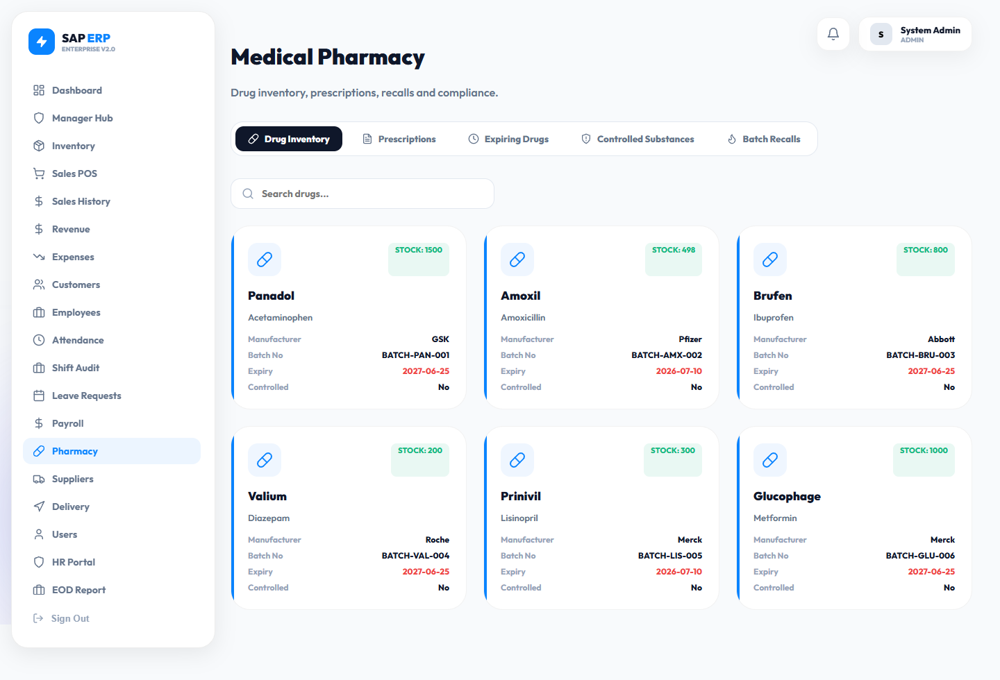 SAP ERP
ENTERPRISE V2.0
Dashboard
Manager Hub
Inventory
Sales POS
Sales History
Revenue
Expenses
Customers
Employees
Attendance
Shift Audit
Leave Requests
Payroll
Pharmacy
Suppliers
Delivery
Users
HR Portal
EOD Report
Sign Out
S
System Admin
ADMIN
Medical Pharmacy
Drug inventory, prescriptions, recalls and compliance.
Drug Inventory
Prescriptions
Expiring Drugs
Controlled Substances
Batch Recalls
Search drugs...
STOCK: 1500
Panadol
Acetaminophen
Manufacturer GSK
Batch No BATCH-PAN-001
Expiry 2027-06-25
Controlled No
STOCK: 498
Amoxil
Amoxicillin
Manufacturer Pfizer
Batch No BATCH-AMX-002
Expiry 2026-07-10
Controlled No
STOCK: 800
Brufen
Ibuprofen
Manufacturer Abbott
Batch No BATCH-BRU-003
Expiry 2027-06-25
Controlled No
STOCK: 200
Valium
Diazepam
Manufacturer Roche
Batch No BATCH-VAL-004
Expiry 2027-06-25
Controlled No
STOCK: 300
Prinivil
Lisinopril
Manufacturer Merck
Batch No BATCH-LIS-005
Expiry 2026-07-10
Controlled No
STOCK: 1000
Glucophage
Metformin
Manufacturer Merck
Batch No BATCH-GLU-006
Expiry 2027-06-25
Controlled No